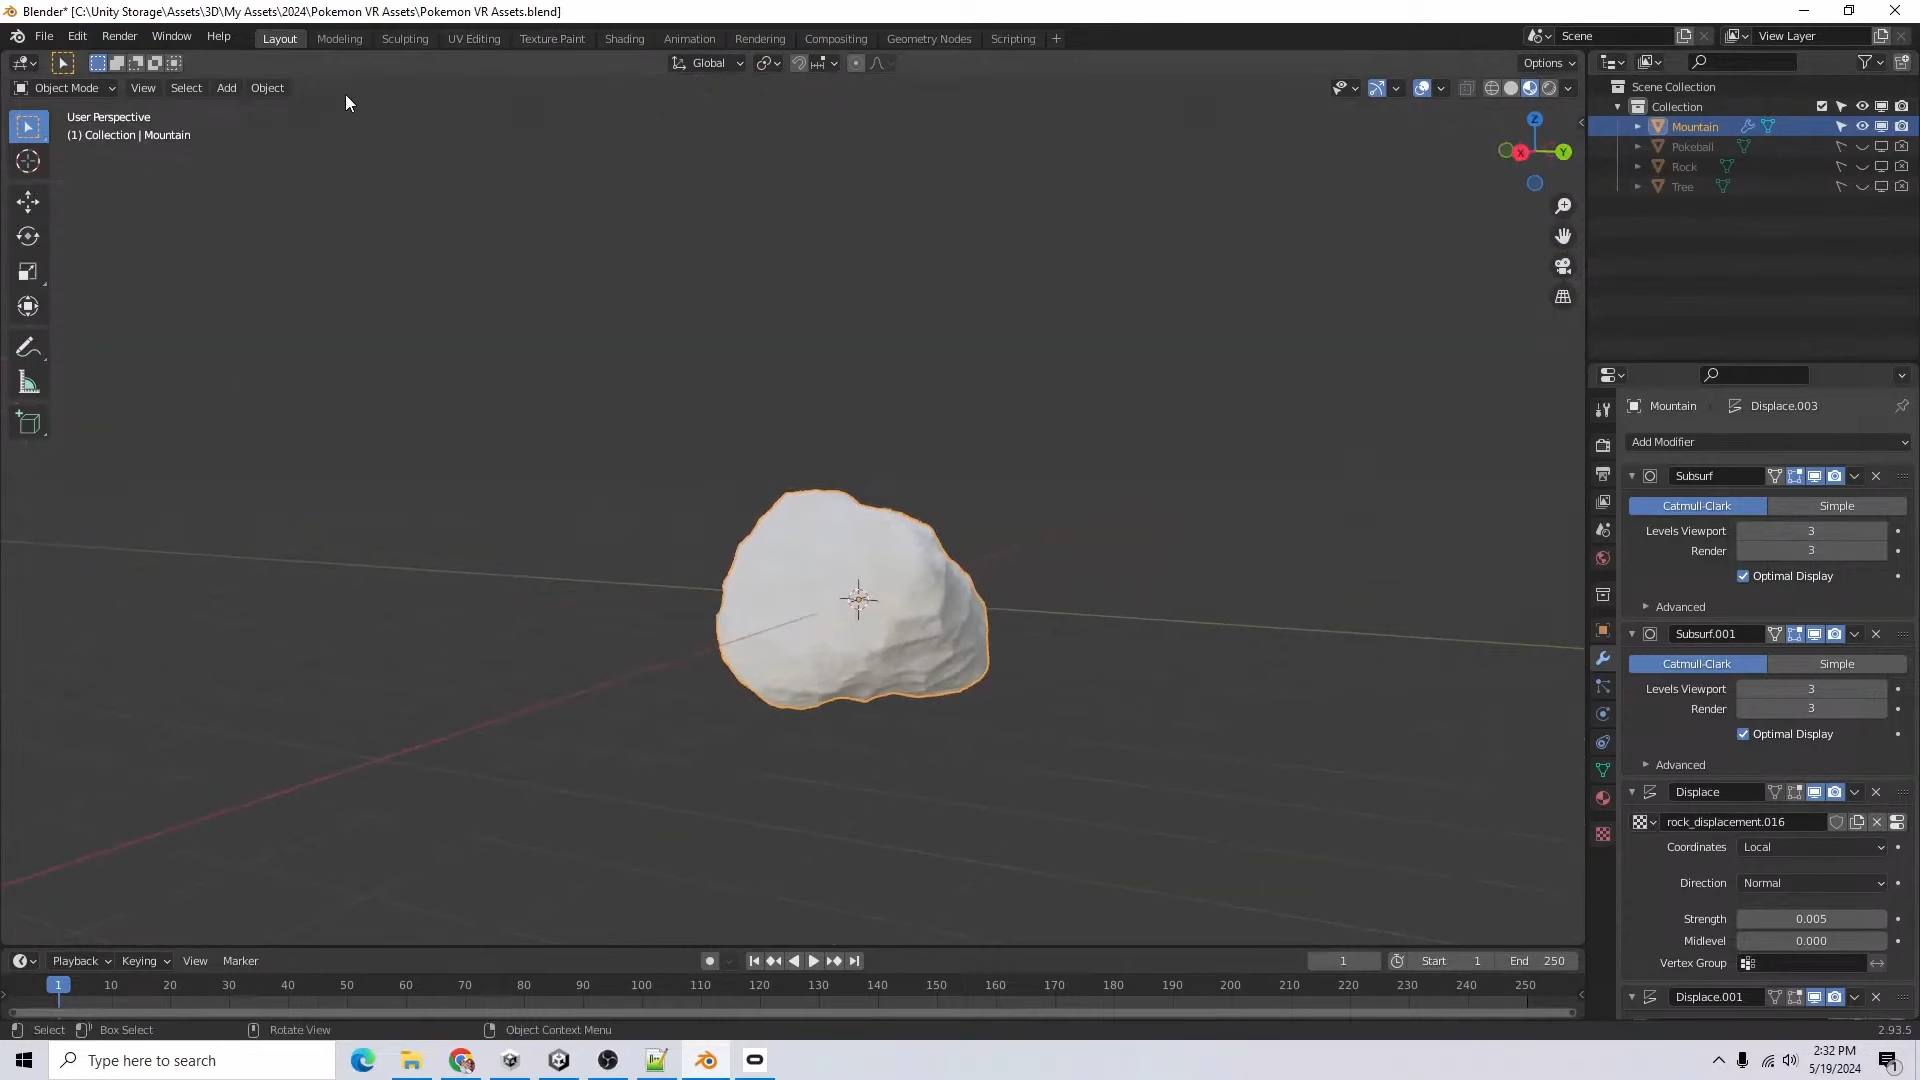 Blender* [C:\Unity Storage\Assets\3D\My Assets\2024\Pokemon VR Assets\Pokemon VR Assets.blend]
File Edit Render Window Help Layout Modeling Sculpting UV Editing Texture Paint Shading Animation Rendering Compositing Geometry Nodes Scripting + Scene View Layer
Global Options
Object Mode View Select Add Object
User Perspective
(1) Collection | Mountain
Z
X Y
Scene Collection
Collection
Mountain
Pokeball
Rock
Tree
Mountain Displace.003
Add Modifier
Subsurf
Catmull-Clark Simple
Levels Viewport 3
Render 3
Optimal Display
Advanced
Subsurf.001
Catmull-Clark Simple
Levels Viewport 3
Render 3
Optimal Display
Advanced
Displace
rock_displacement.016
Coordinates Local
Direction Normal
Strength 0.005
Midlevel 0.000
Vertex Group
Displace.001
Playback Keying View Marker 1 Start 1 End 250
1 10 20 30 40 50 60 70 80 90 100 110 120 130 140 150 160 170 180 190 200 210 220 230 240 250
Select Box Select Rotate View Object Context Menu 2.93.5
Type here to search
2:32 PM
5/19/2024
1